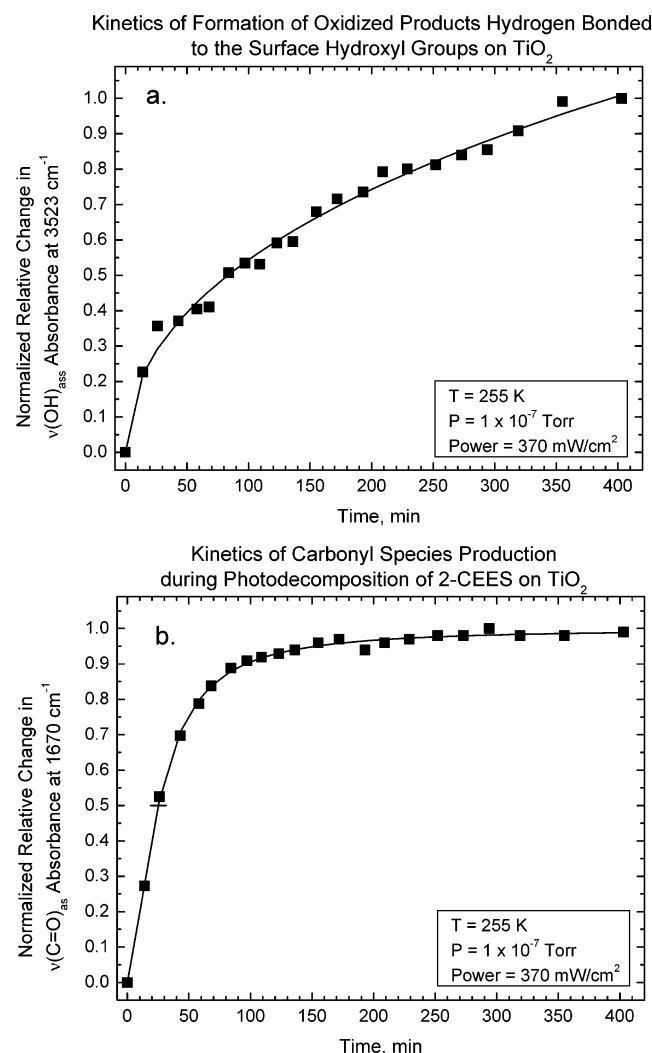 Kinetics of Formation of Oxidized Products Hydrogen Bonded
to the Surface Hydroxyl Groups on TiO₂
a.
1.0
0.8
0.6
0.5
0.4
0.3
0.2
0.0
Normalized Relative Change in
ν(OH)ass Absorbance at 3523 cm⁻¹
T = 255 K
P = 1 x 10⁻⁷ Torr
Power = 370 mW/cm²
0 50 100 150 200 250 300 350 400
Time, min
Kinetics of Carbonyl Species Production
during Photodecomposition of 2-CEES on TiO₂
b.
1.0
0.9
0.8
0.7
0.6
0.5
0.4
0.3
0.2
0.1
0.0
Normalized Relative Change in
ν(C=O)as Absorbance at 1670 cm⁻¹
T = 255 K
P = 1 x 10⁻⁷ Torr
Power = 370 mW/cm²
0 50 100 150 200 250 300 350 400
Time, min